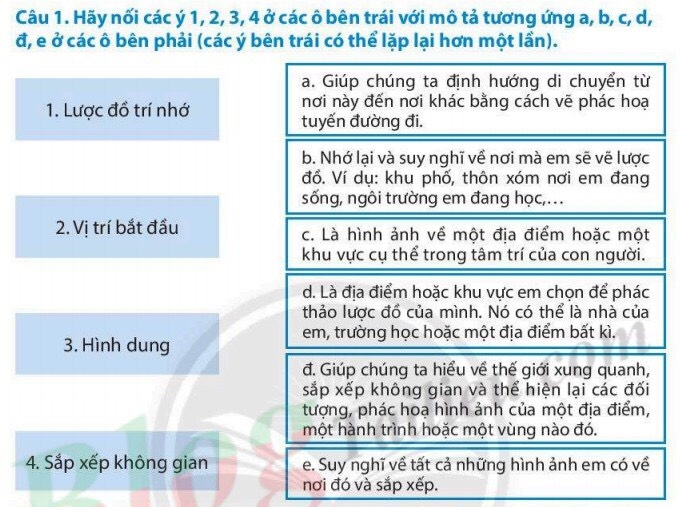 Câu 1. Hãy nối các ý 1, 2, 3, 4 ở các ô bên trái với mô tả tương ứng a, b, c, d,
đ, e ở các ô bên phải (các ý bên trái có thể lặp lại hơn một lần).
1. Lược đồ trí nhớ
2. Vị trí bắt đầu
3. Hình dung
4. Sắp xếp không gian
a. Giúp chúng ta định hướng di chuyển từ
nơi này đến nơi khác bằng cách vẽ phác hoạ
tuyến đường đi.
b. Nhớ lại và suy nghĩ về nơi mà em sẽ vẽ lược
đồ. Ví dụ: khu phố, thôn xóm nơi em đang
sống, ngôi trường em đang học,...
c. Là hình ảnh về một địa điểm hoặc một
khu vực cụ thể trong tâm trí của con người.
d. Là địa điểm hoặc khu vực em chọn để phác
thảo lược đồ của mình. Nó có thể là nhà của
em, trường học hoặc một địa điểm bất kì.
đ. Giúp chúng ta hiểu về thế giới xung quanh,
sắp xếp không gian và thể hiện lại các đối
tượng, phác hoạ hình ảnh của một địa điểm,
một hành trình hoặc một vùng nào đó.
e. Suy nghĩ về tất cả những hình ảnh em có về
nơi đó và sắp xếp.
Blog